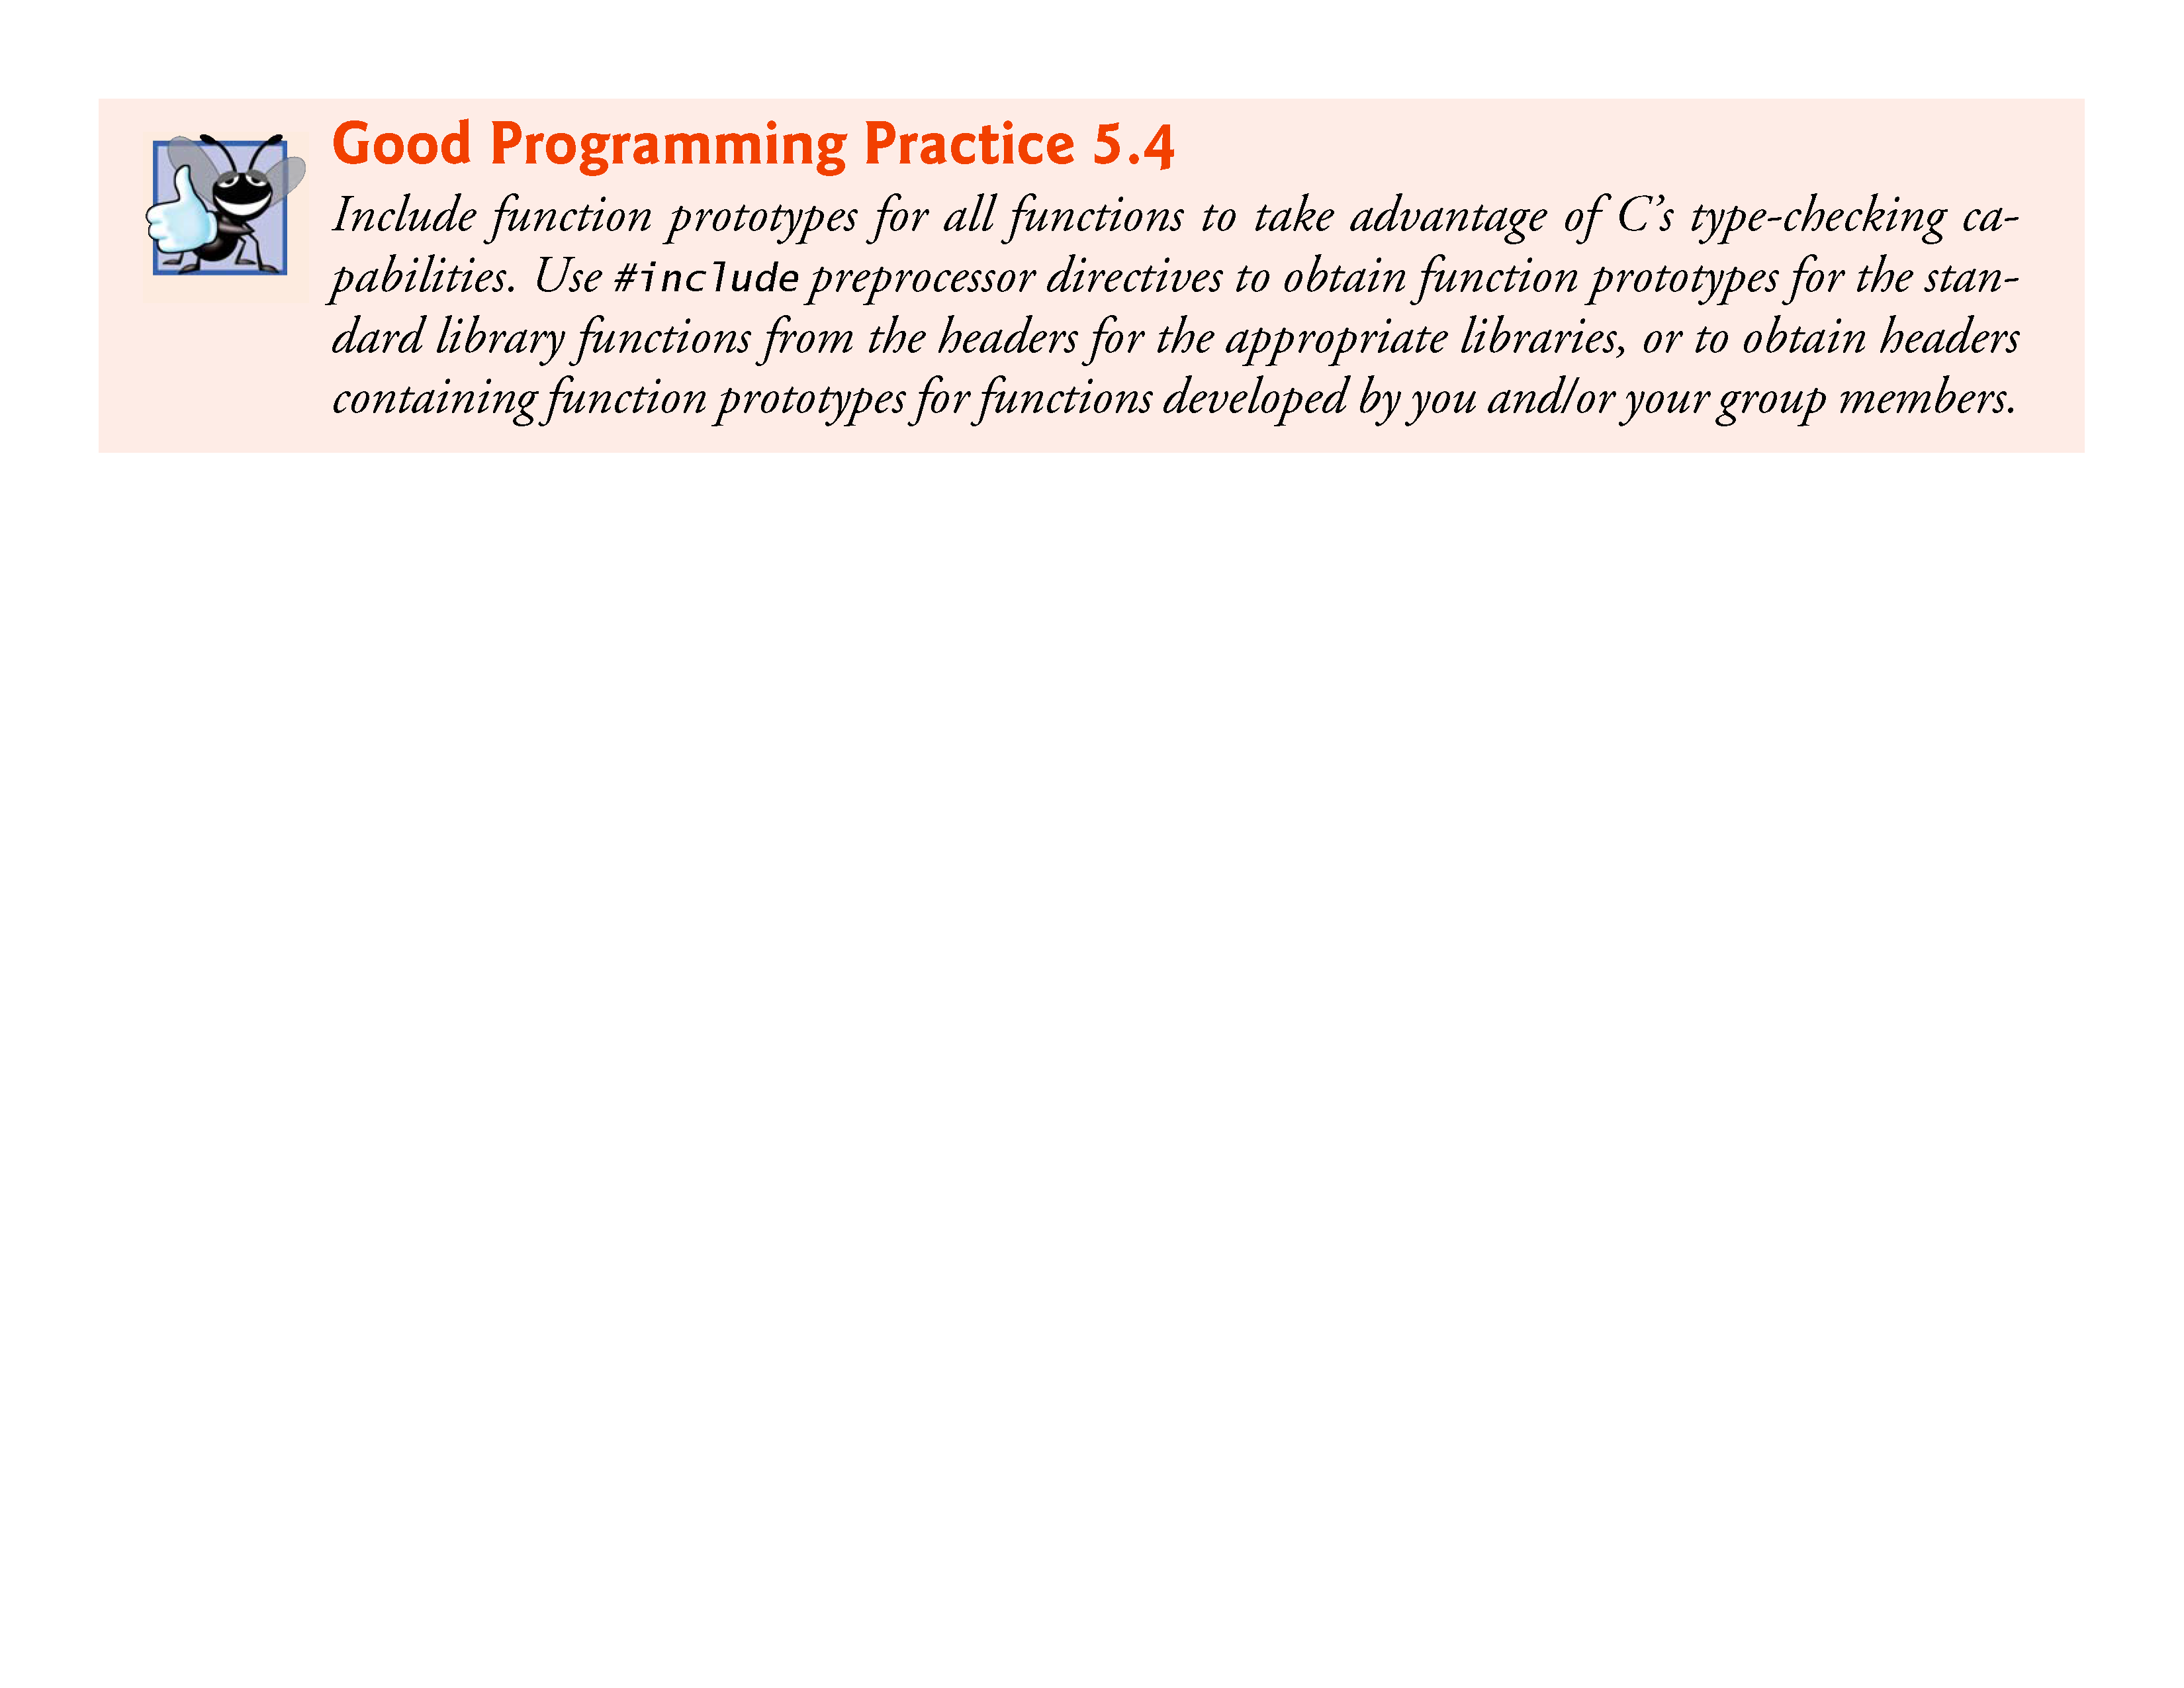 Good Programming Practice 5.4
Include function prototypes for all functions to take advantage of C’s type-checking ca-
pabilities. Use #include preprocessor directives to obtain function prototypes for the stan-
dard library functions from the headers for the appropriate libraries, or to obtain headers
containing function prototypes for functions developed by you and/or your group members.